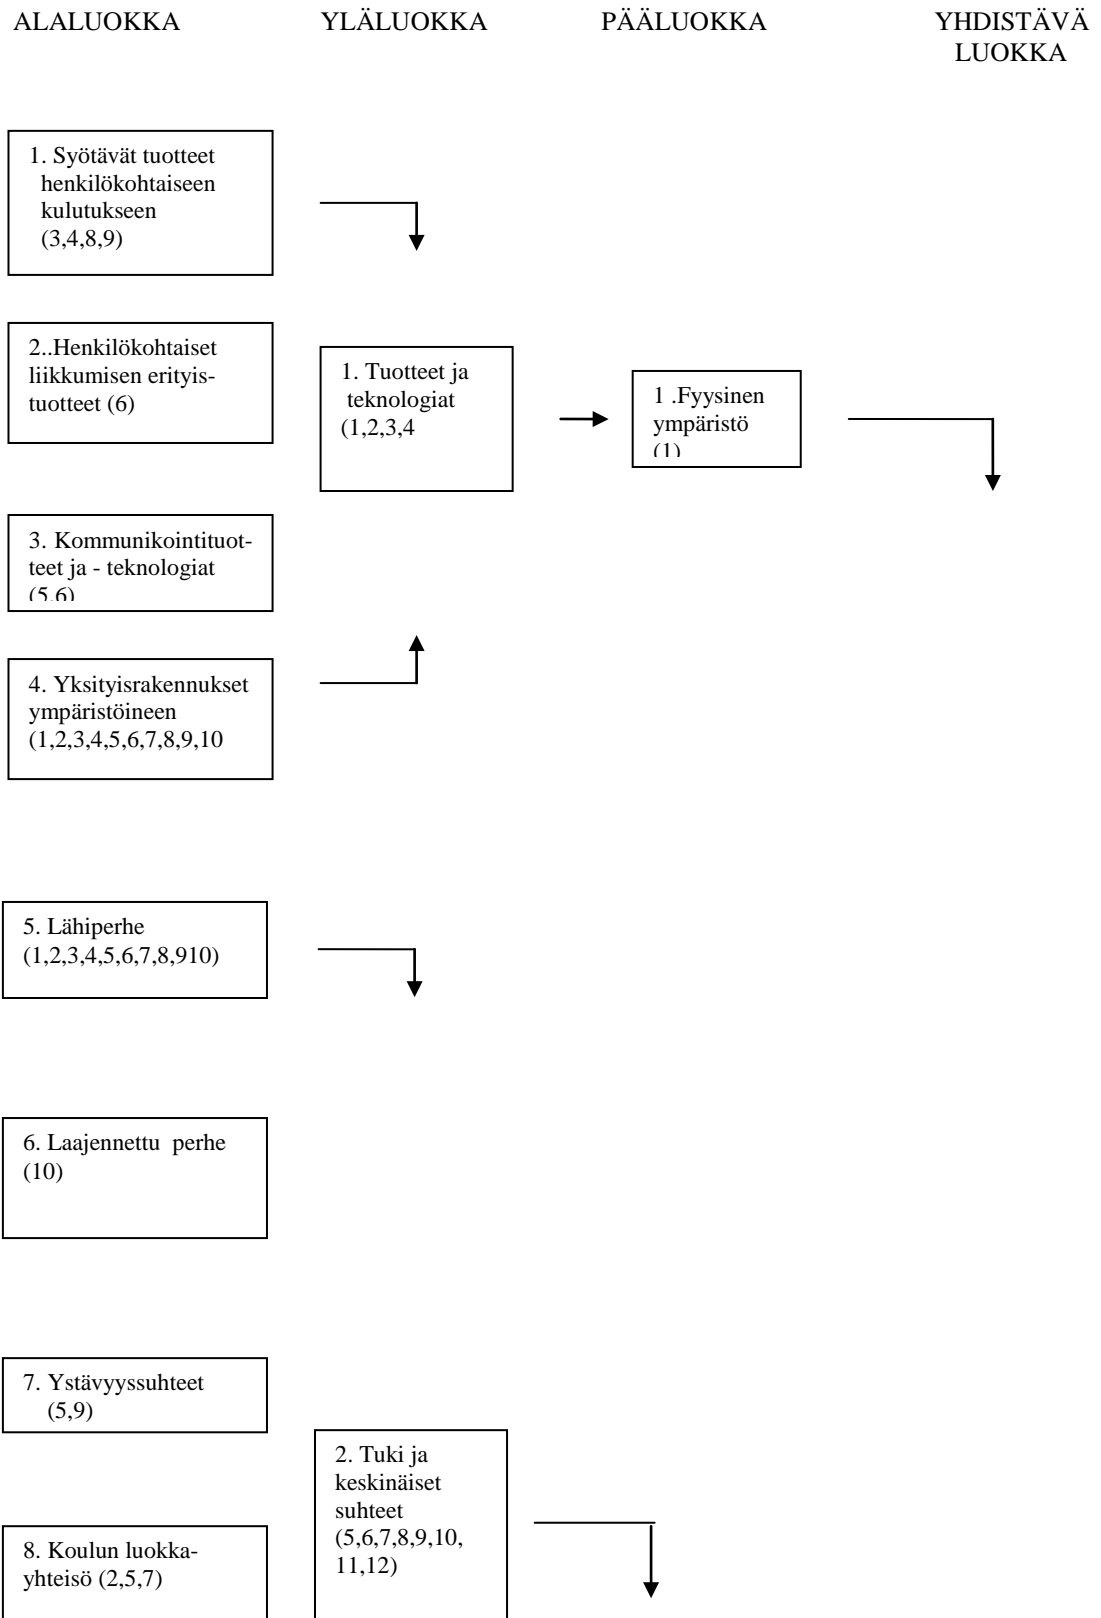 ALALUOKKA YLÄLUOKKA PÄÄLUOKKA YHDISTÄVÄ
LUOKKA
1. Syötävät tuotteet
henkilökohtaiseen
kulutukseen
(3,4,8,9)
2..Henkilökohtaiset
liikkumisen erityis-
tuotteet (6)
1. Tuotteet ja
teknologiat
(1,2,3,4
1 .Fyysinen
ympäristö
(1)
3. Kommunikointituot-
teet ja - teknologiat
(5,6)
4. Yksityisrakennukset
ympäristöineen
(1,2,3,4,5,6,7,8,9,10
5. Lähiperhe
(1,2,3,4,5,6,7,8,910)
6. Laajennettu perhe
(10)
7. Ystävyyssuhteet
(5,9)
2. Tuki ja
keskinäiset
suhteet
(5,6,7,8,9,10,
11,12)
8. Koulun luokka-
yhteisö (2,5,7)